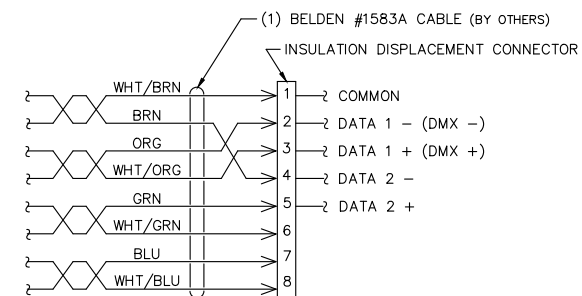 (1) BELDEN #1583A CABLE (BY OTHERS)
INSULATION DISPLACEMENT CONNECTOR
WHT/BRN 1 COMMON
BRN 2 DATA 1 - (DMX -)
ORG 3 DATA 1 + (DMX +)
WHT/ORG 4 DATA 2 -
GRN 5 DATA 2 +
WHT/GRN 6
BLU 7
WHT/BLU 8